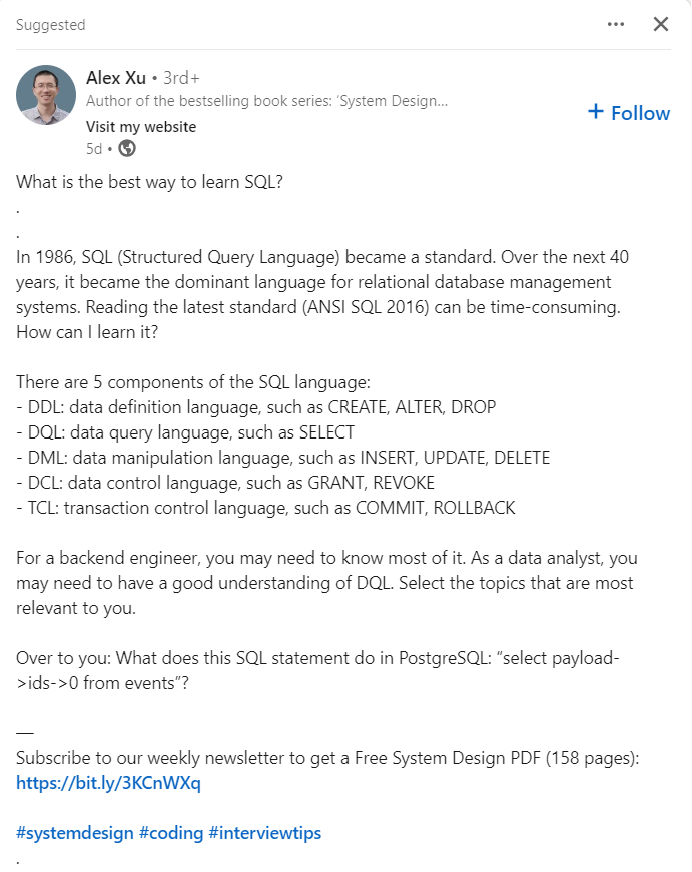 Suggested
Alex Xu • 3rd+
Author of the bestselling book series: ‘System Design...
Visit my website
5d •
+ Follow
What is the best way to learn SQL?
.
.
In 1986, SQL (Structured Query Language) became a standard. Over the next 40
years, it became the dominant language for relational database management
systems. Reading the latest standard (ANSI SQL 2016) can be time-consuming.
How can I learn it?
There are 5 components of the SQL language:
- DDL: data definition language, such as CREATE, ALTER, DROP
- DQL: data query language, such as SELECT
- DML: data manipulation language, such as INSERT, UPDATE, DELETE
- DCL: data control language, such as GRANT, REVOKE
- TCL: transaction control language, such as COMMIT, ROLLBACK
For a backend engineer, you may need to know most of it. As a data analyst, you
may need to have a good understanding of DQL. Select the topics that are most
relevant to you.
Over to you: What does this SQL statement do in PostgreSQL: “select payload-
>ids->0 from events”?
—
Subscribe to our weekly newsletter to get a Free System Design PDF (158 pages):
https://bit.ly/3KCnWXq
#systemdesign #coding #interviewtips
.